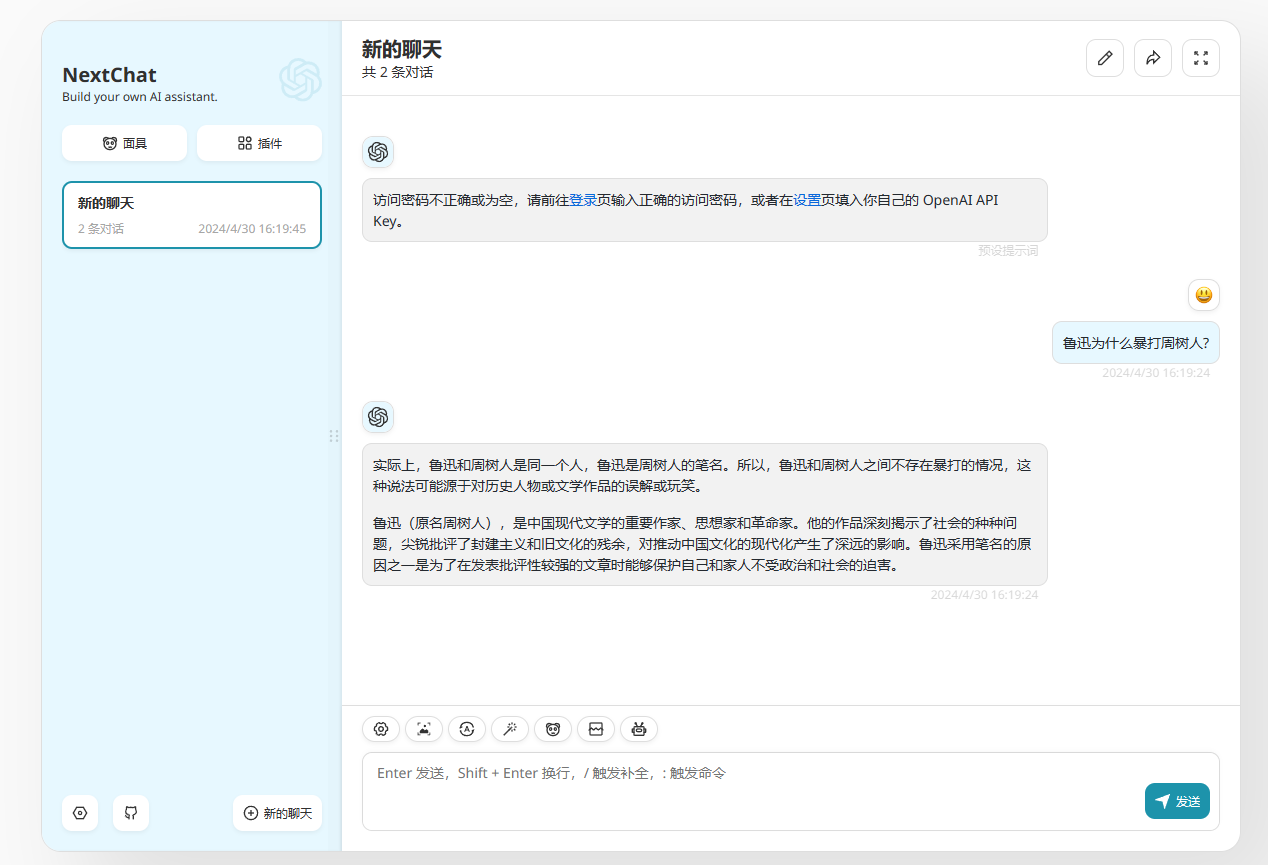 NextChat
Build your own AI assistant.
面具
插件
新的聊天
2 条对话
2024/4/30 16:19:45
新的聊天
新的聊天
共 2 条对话
访问密码不正确或为空，请前往登录页输入正确的访问密码，或者在设置页填入你自己的 OpenAI API
Key。
预设提示词
鲁迅为什么暴打周树人?
2024/4/30 16:19:24
实际上，鲁迅和周树人是同一个人，鲁迅是周树人的笔名。所以，鲁迅和周树人之间不存在暴打的情况，这
种说法可能源于对历史人物或文学作品的误解或玩笑。
鲁迅（原名周树人），是中国现代文学的重要作家、思想家和革命家。他的作品深刻揭示了社会的种种问
题，尖锐批评了封建主义和旧文化的残余，对推动中国文化的现代化产生了深远的影响。鲁迅采用笔名的原
因之一是为了在发表批评性较强的文章时能够保护自己和家人不受政治和社会的迫害。
2024/4/30 16:19:24
Enter 发送，Shift + Enter 换行，/ 触发补全，: 触发命令
发送